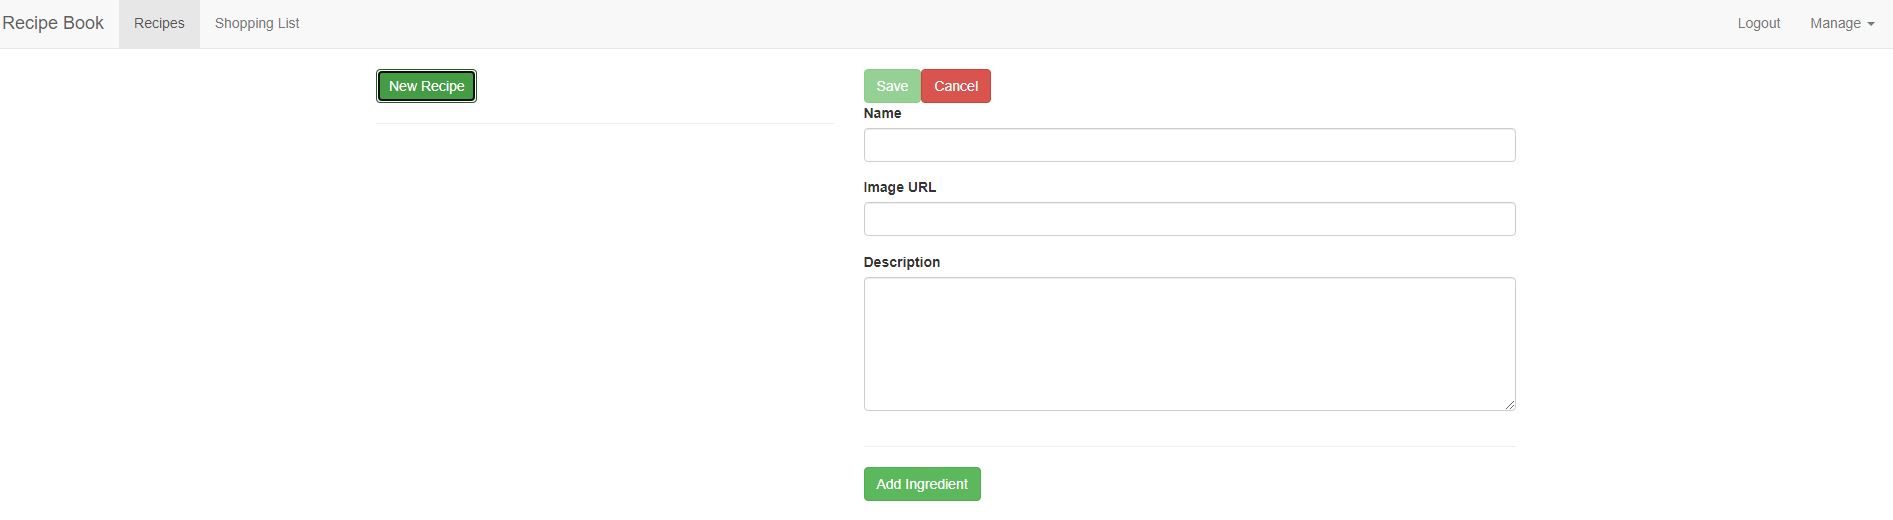 Recipe Book Recipes Shopping List Logout Manage
New Recipe
Save Cancel
Name
Image URL
Description
Add Ingredient